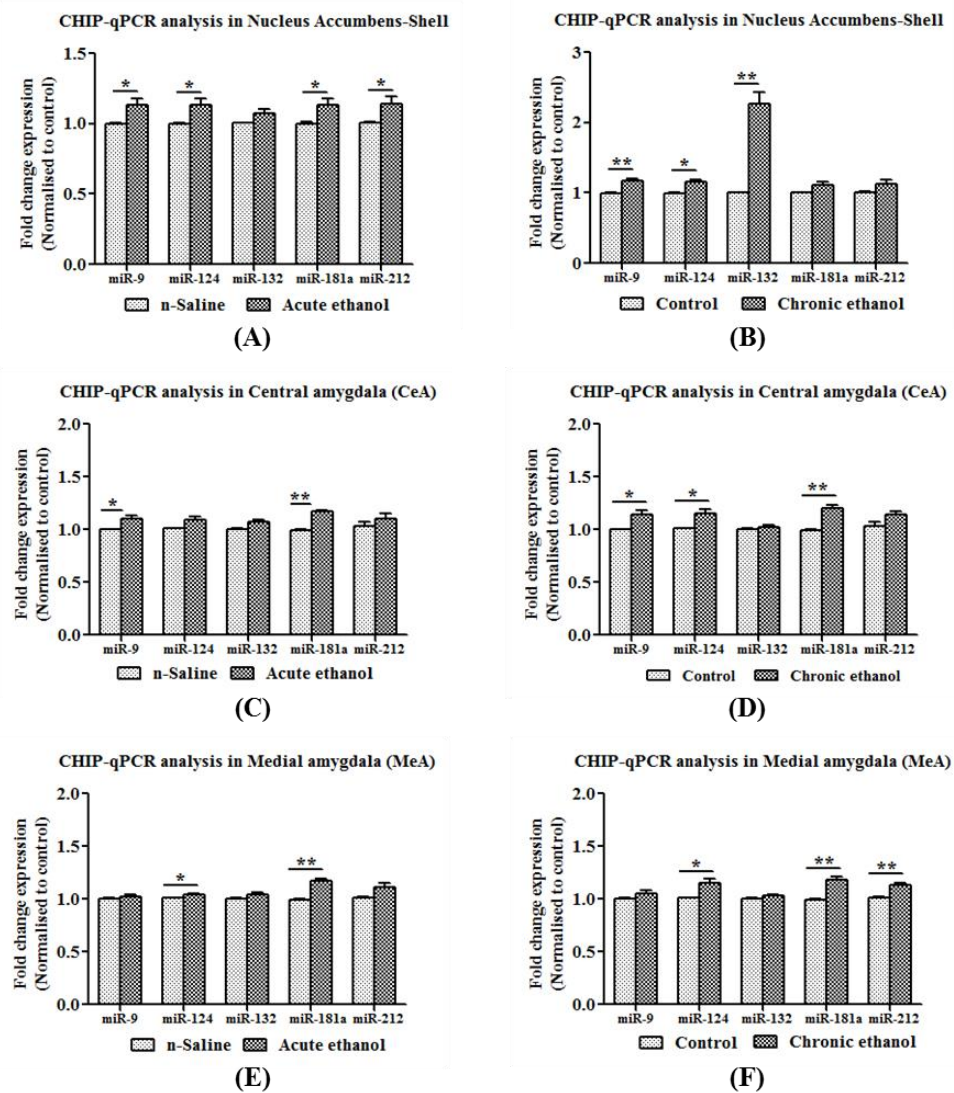 CHIP-qPCR analysis in Nucleus Accumbens-Shell
Fold change expression
(Normalised to control)
1.5
1.0
0.5
0.0
* * * *
miR-9 miR-124 miR-132 miR-181a miR-212
n-Saline Acute ethanol
(A)
CHIP-qPCR analysis in Nucleus Accumbens-Shell
Fold change expression
(Normalised to control)
3
2
1
0
** * **
miR-9 miR-124 miR-132 miR-181a miR-212
Control Chronic ethanol
(B)
CHIP-qPCR analysis in Central amygdala (CeA)
Fold change expression
(Normalised to control)
2.0
1.5
1.0
0.5
0.0
* **
miR-9 miR-124 miR-132 miR-181a miR-212
n-Saline Acute ethanol
(C)
CHIP-qPCR analysis in Central amygdala (CeA)
Fold change expression
(Normalised to control)
2.0
1.5
1.0
0.5
0.0
* * **
miR-9 miR-124 miR-132 miR-181a miR-212
Control Chronic ethanol
(D)
CHIP-qPCR analysis in Medial amygdala (MeA)
Fold change expression
(Normalised to control)
2.0
1.5
1.0
0.5
0.0
* **
miR-9 miR-124 miR-132 miR-181a miR-212
n-Saline Acute ethanol
(E)
CHIP-qPCR analysis in Medial amygdala (MeA)
Fold change expression
(Normalised to control)
2.0
1.5
1.0
0.5
0.0
* ** **
miR-9 miR-124 miR-132 miR-181a miR-212
Control Chronic ethanol
(F)